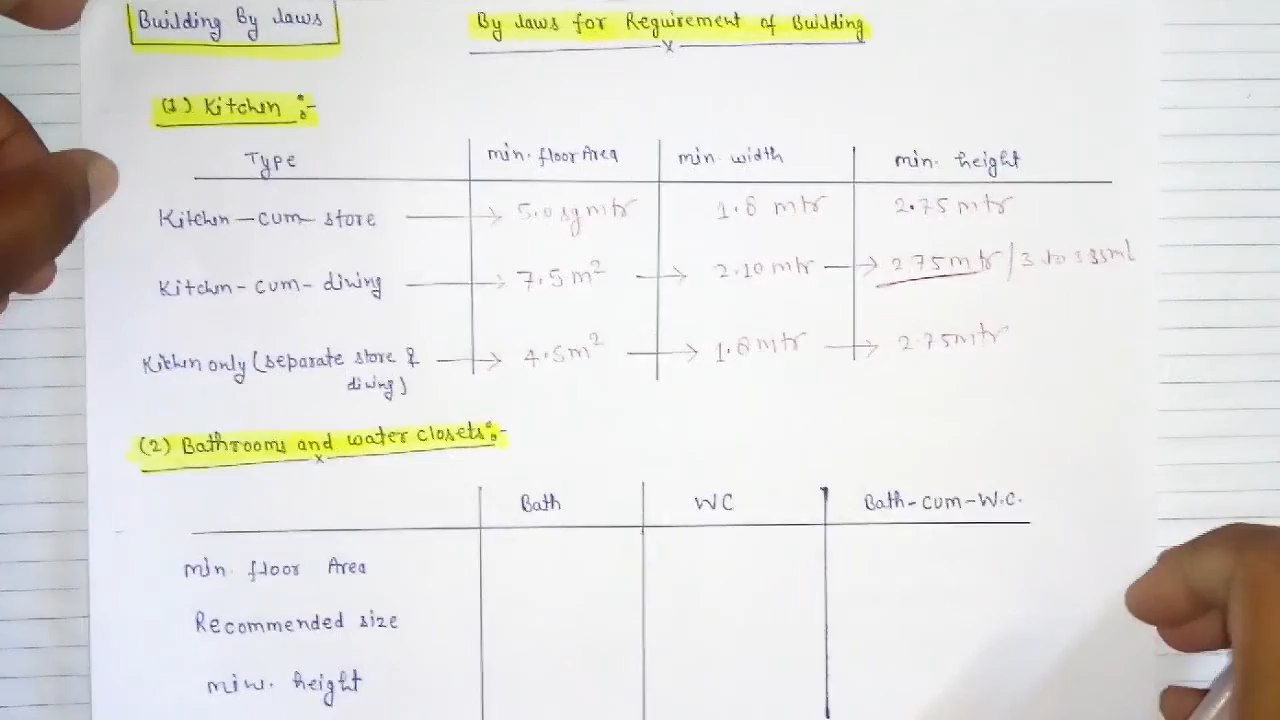 Building By Laws
By Laws for Requirement of Building
(1) Kitchen :-
Type min. floor Area min. width min. height
Kitchen-cum-store → 5.0 sq mtr 1.8 mtr 2.75 mtr
Kitchen-cum-dining → 7.5 m² → 2.10 mtr → 2.75 mtr / 3 to
Kitchen only (separate store & → 4.5 m² → 1.8 mtr → 2.75 mtr
dining)
(2) Bathrooms and water closets :-
Bath WC Bath-cum-W.C.
Min. floor Area
Recommended size
min. height